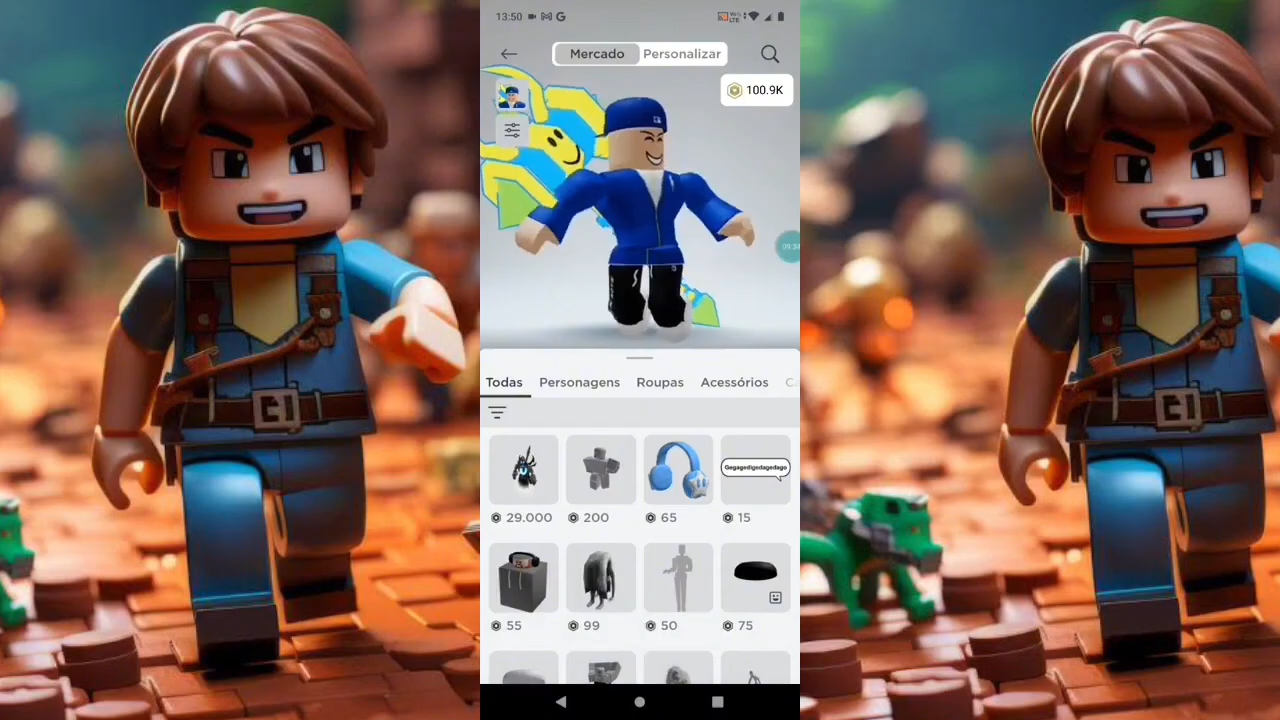 13:50
LTE
Mercado Personalizar
100.9K
Todas Personagens Roupas Acessórios
Gegagedigedagedago
29.000 200 65 15
55 99 50 75